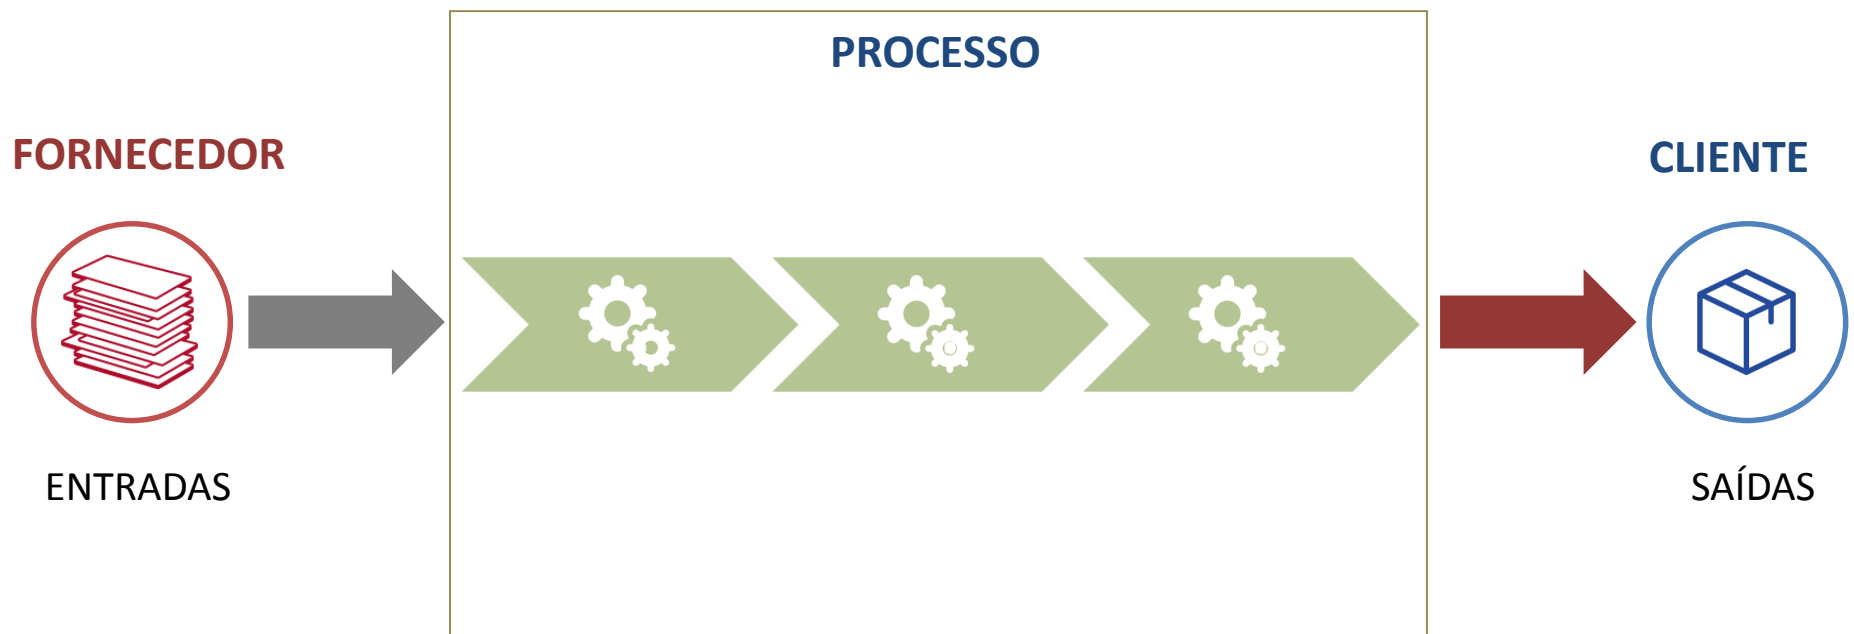 PROCESSO
FORNECEDOR
CLIENTE
ENTRADAS
SAÍDAS